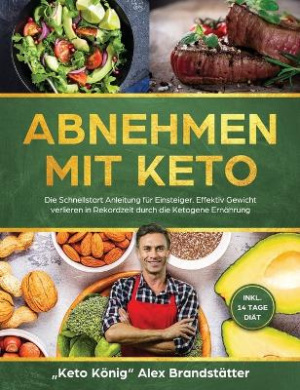 ABNEHMEN
MIT KETO
Die Schnellstart Anleitung für Einsteiger. Effektiv Gewicht
verlieren in Rekordzeit durch die Ketogene Ernährung
INKL.
14 TAGE
DIÄT
„Keto König“ Alex Brandstätter